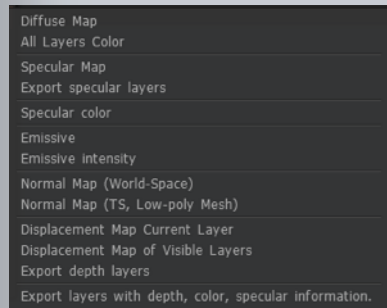 Diffuse Map
All Layers Color
Specular Map
Export specular layers
Specular color
Emissive
Emissive intensity
Normal Map (World-Space)
Normal Map (TS, Low-poly Mesh)
Displacement Map Current Layer
Displacement Map of Visible Layers
Export depth layers
Export layers with depth, color, specular information.